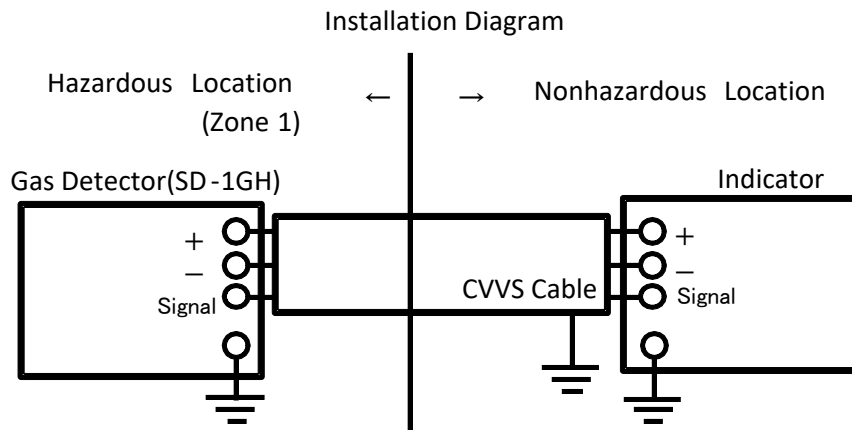 Installation Diagram
Hazardous Location
(Zone 1)
← →
Nonhazardous Location
Gas Detector(SD-1GH)
Indicator
+
−
Signal
CVVS Cable
+
−
Signal